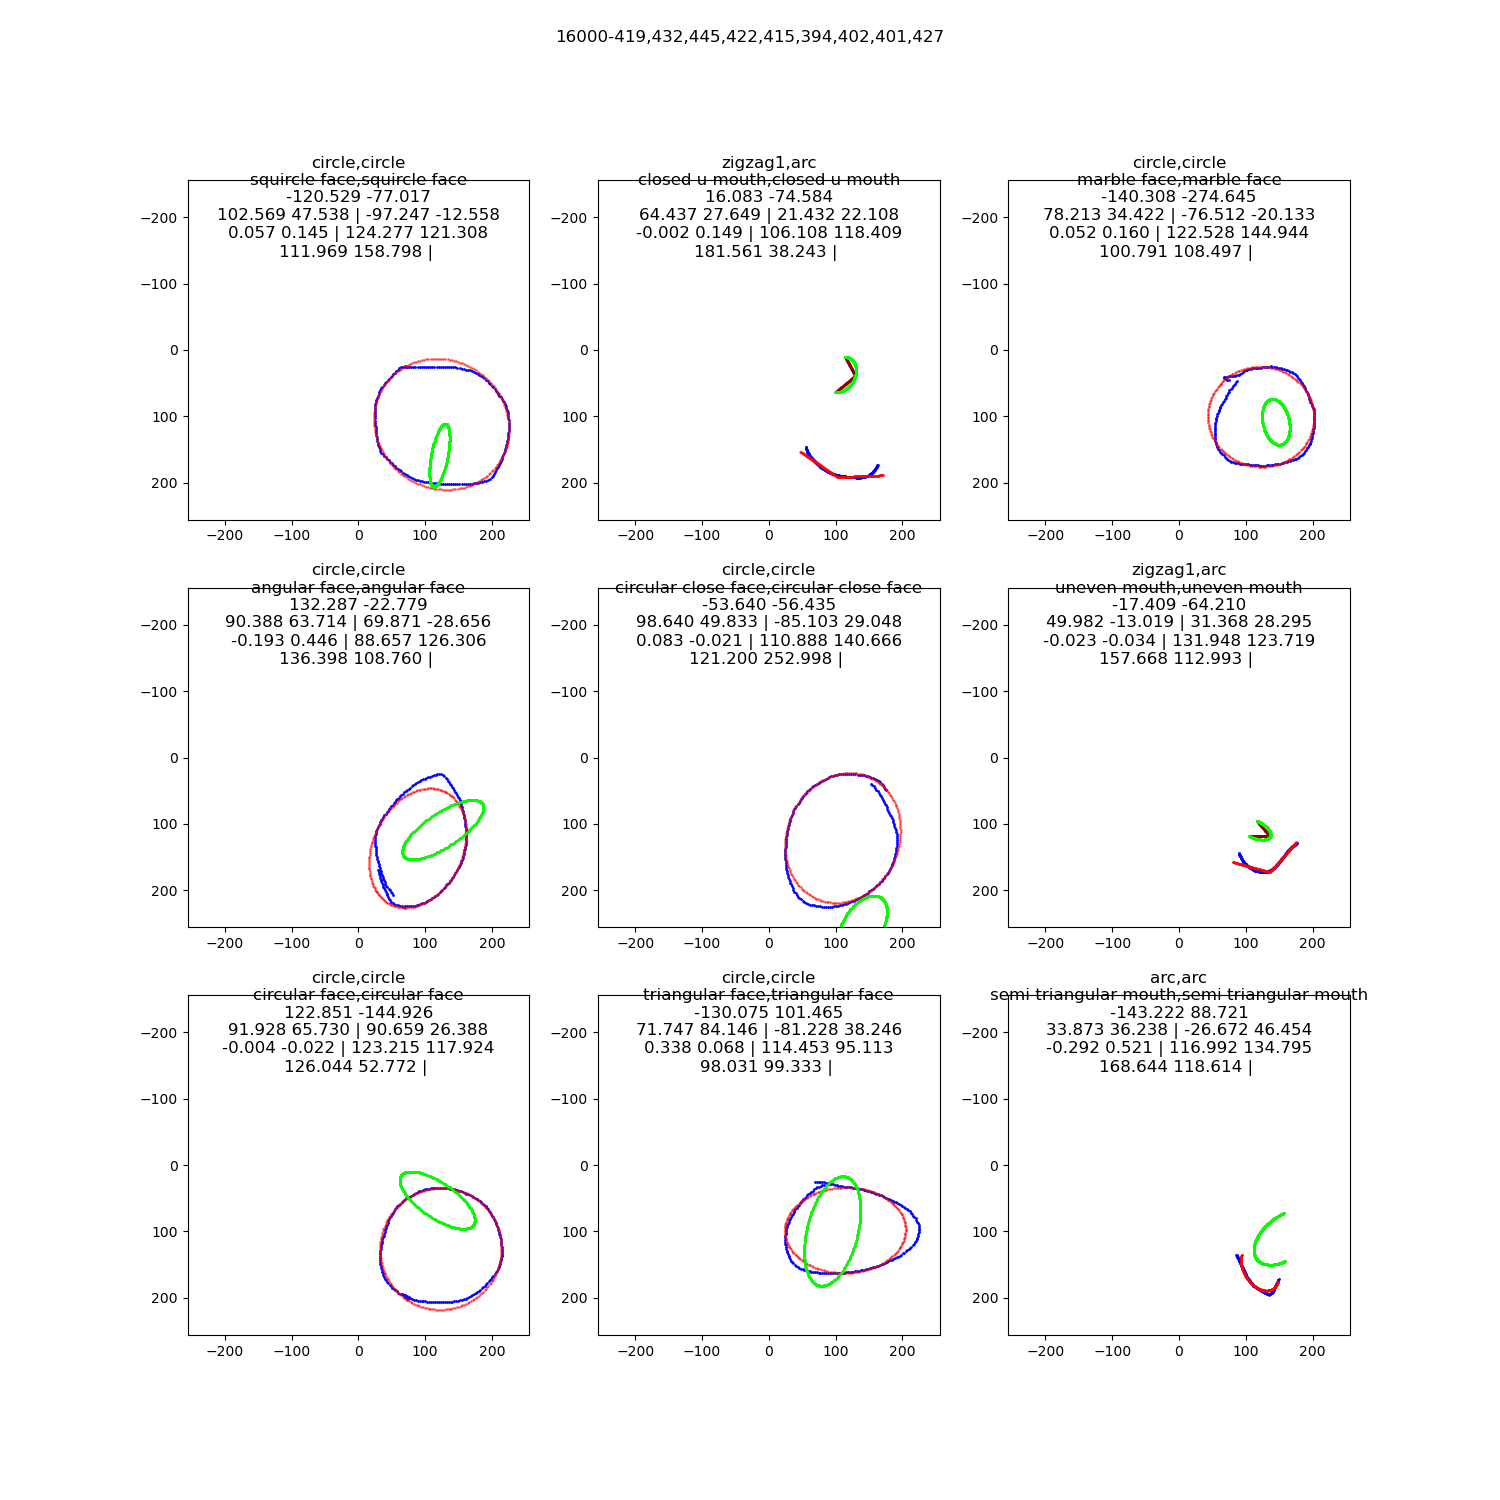 16000-419,432,445,422,415,394,402,401,427
circle,circle
squircle face,squircle face
-120.529 -77.017
102.569 47.538 | -97.247 -12.558
0.057 0.145 | 124.277 121.308
111.969 158.798 |
−200
−100
0
100
200
−200 −100 0 100 200
zigzag1,arc
closed u mouth,closed u mouth
16.083 -74.584
64.437 27.649 | 21.432 22.108
-0.002 0.149 | 106.108 118.409
181.561 38.243 |
−200
−100
0
100
200
−200 −100 0 100 200
circle,circle
marble face,marble face
-140.308 -274.645
78.213 34.422 | -76.512 -20.133
0.052 0.160 | 122.528 144.944
100.791 108.497 |
−200
−100
0
100
200
−200 −100 0 100 200
circle,circle
angular face,angular face
132.287 -22.779
90.388 63.714 | 69.871 -28.656
-0.193 0.446 | 88.657 126.306
136.398 108.760 |
−200
−100
0
100
200
−200 −100 0 100 200
circle,circle
circular close face,circular close face
-53.640 -56.435
98.640 49.833 | -85.103 29.048
0.083 -0.021 | 110.888 140.666
121.200 252.998 |
−200
−100
0
100
200
−200 −100 0 100 200
zigzag1,arc
uneven mouth,uneven mouth
-17.409 -64.210
49.982 -13.019 | 31.368 28.295
-0.023 -0.034 | 131.948 123.719
157.668 112.993 |
−200
−100
0
100
200
−200 −100 0 100 200
circle,circle
circular face,circular face
122.851 -144.926
91.928 65.730 | 90.659 26.388
-0.004 -0.022 | 123.215 117.924
126.044 52.772 |
−200
−100
0
100
200
−200 −100 0 100 200
circle,circle
triangular face,triangular face
-130.075 101.465
71.747 84.146 | -81.228 38.246
0.338 0.068 | 114.453 95.113
98.031 99.333 |
−200
−100
0
100
200
−200 −100 0 100 200
arc,arc
semi triangular mouth,semi triangular mouth
-143.222 88.721
33.873 36.238 | -26.672 46.454
-0.292 0.521 | 116.992 134.795
168.644 118.614 |
−200
−100
0
100
200
−200 −100 0 100 200